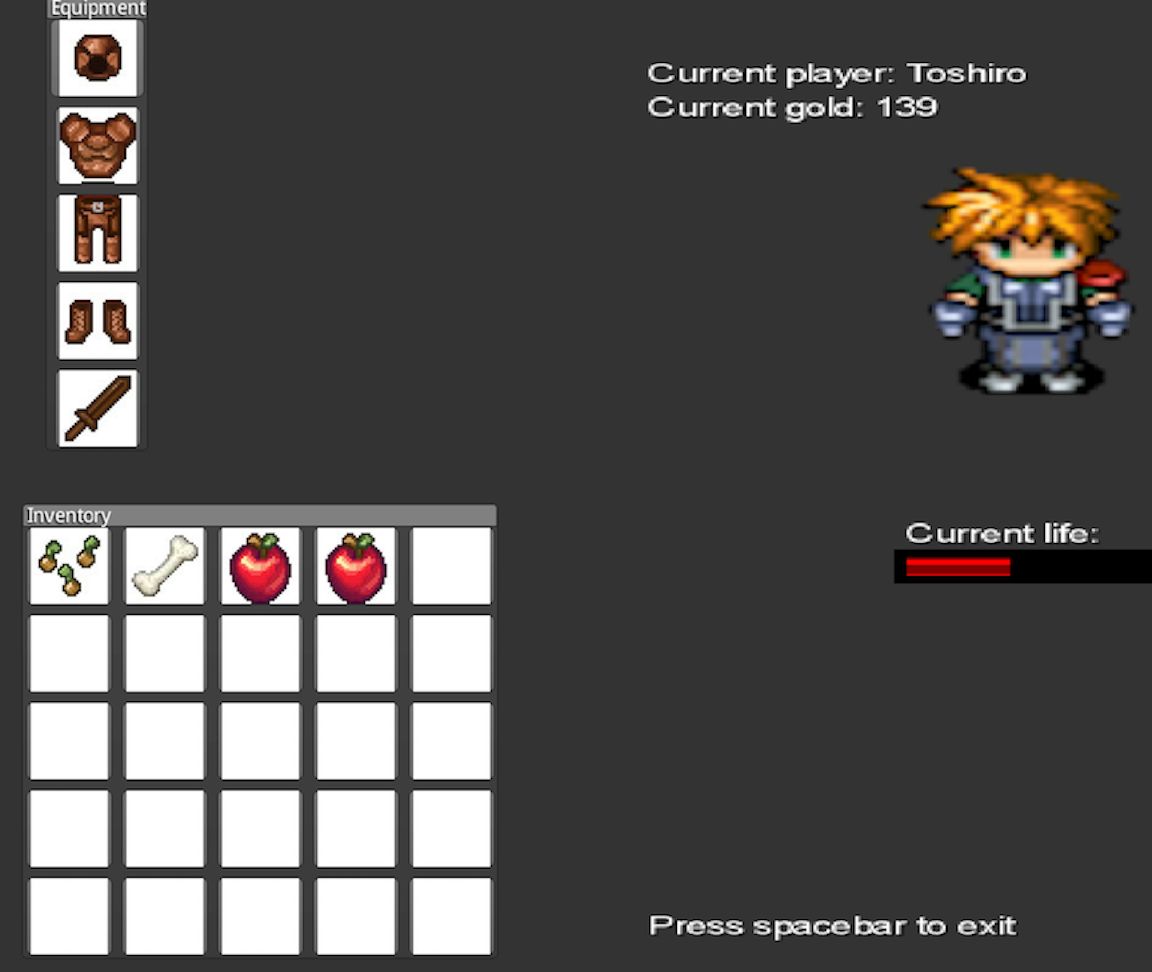 Equipment
Current player: Toshiro
Current gold: 139
Inventory
Current life:
Press spacebar to exit